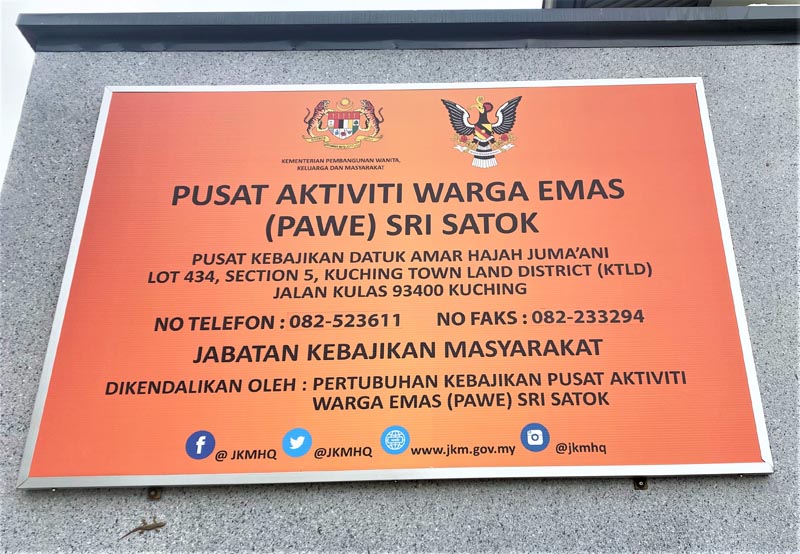 KEMENTERIAN PEMBANGUNAN WANITA,
KELUARGA DAN MASYARAKAT
PUSAT AKTIVITI WARGA EMAS
(PAWE) SRI SATOK
PUSAT KEBAJIKAN DATUK AMAR HAJAH JUMA'ANI
LOT 434, SECTION 5, KUCHING TOWN LAND DISTRICT (KTLD)
JALAN KULAS 93400 KUCHING
NO TELEFON : 082-523611 NO FAKS : 082-233294
JABATAN KEBAJIKAN MASYARAKAT
DIKENDALIKAN OLEH : PERTUBUHAN KEBAJIKAN PUSAT AKTIVITI
WARGA EMAS (PAWE) SRI SATOK
@ JKMHQ @JKMHQ www.jkm.gov.my @jkmhq